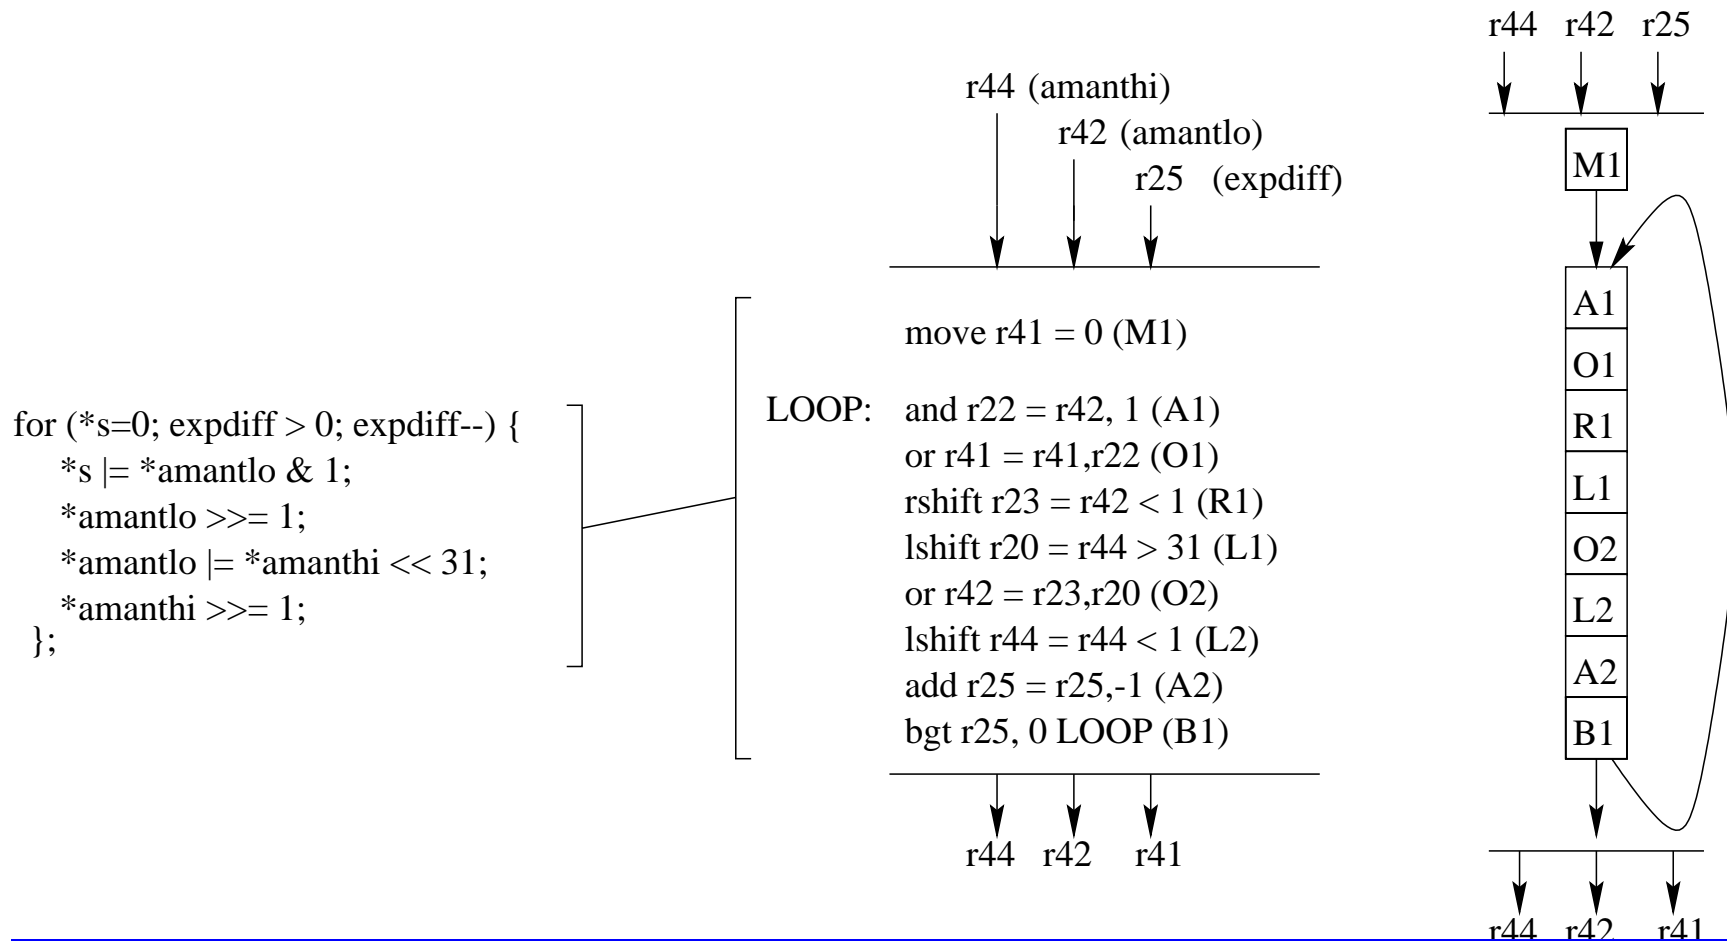 for (*s=0; expdiff > 0; expdiff--) {
*s |= *amantlo & 1;
*amantlo >>= 1;
*amantlo |= *amanthi << 31;
*amanthi >>= 1;
};
r44 (amanthi)
r42 (amantlo)
r25 (expdiff)
move r41 = 0 (M1)
LOOP: and r22 = r42, 1 (A1)
or r41 = r41,r22 (O1)
rshift r23 = r42 < 1 (R1)
lshift r20 = r44 > 31 (L1)
or r42 = r23,r20 (O2)
lshift r44 = r44 < 1 (L2)
add r25 = r25,-1 (A2)
bgt r25, 0 LOOP (B1)
r44 r42 r41
r44 r42 r25
M1
A1
O1
R1
L1
O2
L2
A2
B1
r44 r42 r41